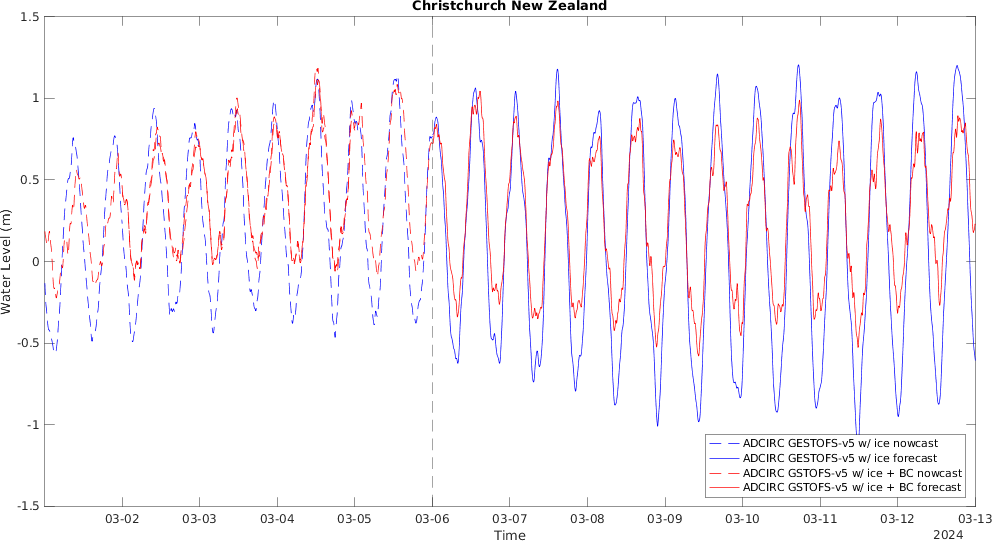 Christchurch New Zealand
Water Level (m)
1.5
1
0.5
0
-0.5
-1
-1.5
ADCIRC GESTOFS-v5 w/ ice nowcast
ADCIRC GESTOFS-v5 w/ ice forecast
ADCIRC GSTOFS-v5 w/ ice + BC nowcast
ADCIRC GSTOFS-v5 w/ ice + BC forecast
03-02 03-03 03-04 03-05 03-06 03-07 03-08 03-09 03-10 03-11 03-12 03-13
Time
2024